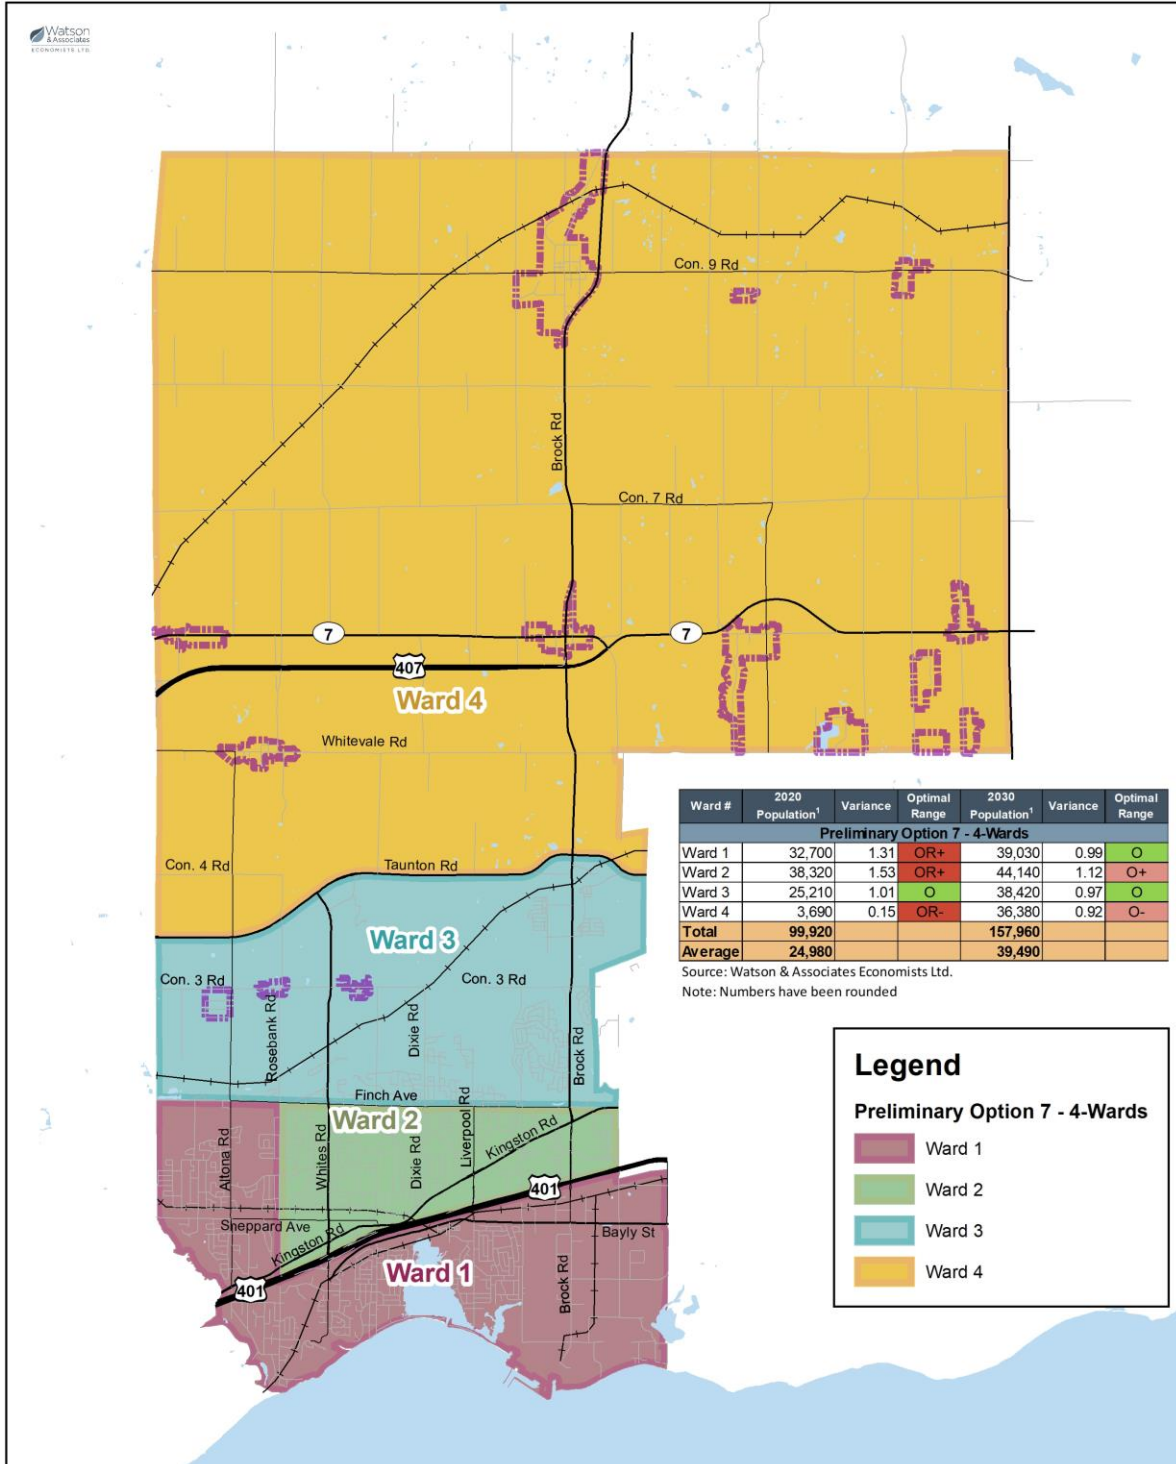 Watson
& Associates
ECONOMISTS LTD.
Con. 9 Rd
Brock Rd
Con. 7 Rd
7
7
407
Ward 4
Whitevale Rd
Ward # 2020 Population¹ Variance Optimal Range 2030 Population¹ Variance Optimal Range
Preliminary Option 7 - 4-Wards
Ward 1 32,700 1.31 OR+ 39,030 0.99 O
Ward 2 38,320 1.53 OR+ 44,140 1.12 O+
Ward 3 25,210 1.01 O 38,420 0.97 O
Ward 4 3,690 0.15 OR- 36,380 0.92 O-
Total 99,920 157,960
Average 24,980 39,490
Source: Watson & Associates Economists Ltd.
Note: Numbers have been rounded
Con. 4 Rd
Taunton Rd
Ward 3
Con. 3 Rd
Con. 3 Rd
Rosebank Rd
Dixie Rd
Brock Rd
Finch Ave
Ward 2
Altona Rd
Whites Rd
Dixie Rd
Liverpool Rd
Kingston Rd
401
Sheppard Ave
Kingston Rd
Bayly St
Ward 1
401
Brock Rd
Legend
Preliminary Option 7 - 4-Wards
Ward 1
Ward 2
Ward 3
Ward 4